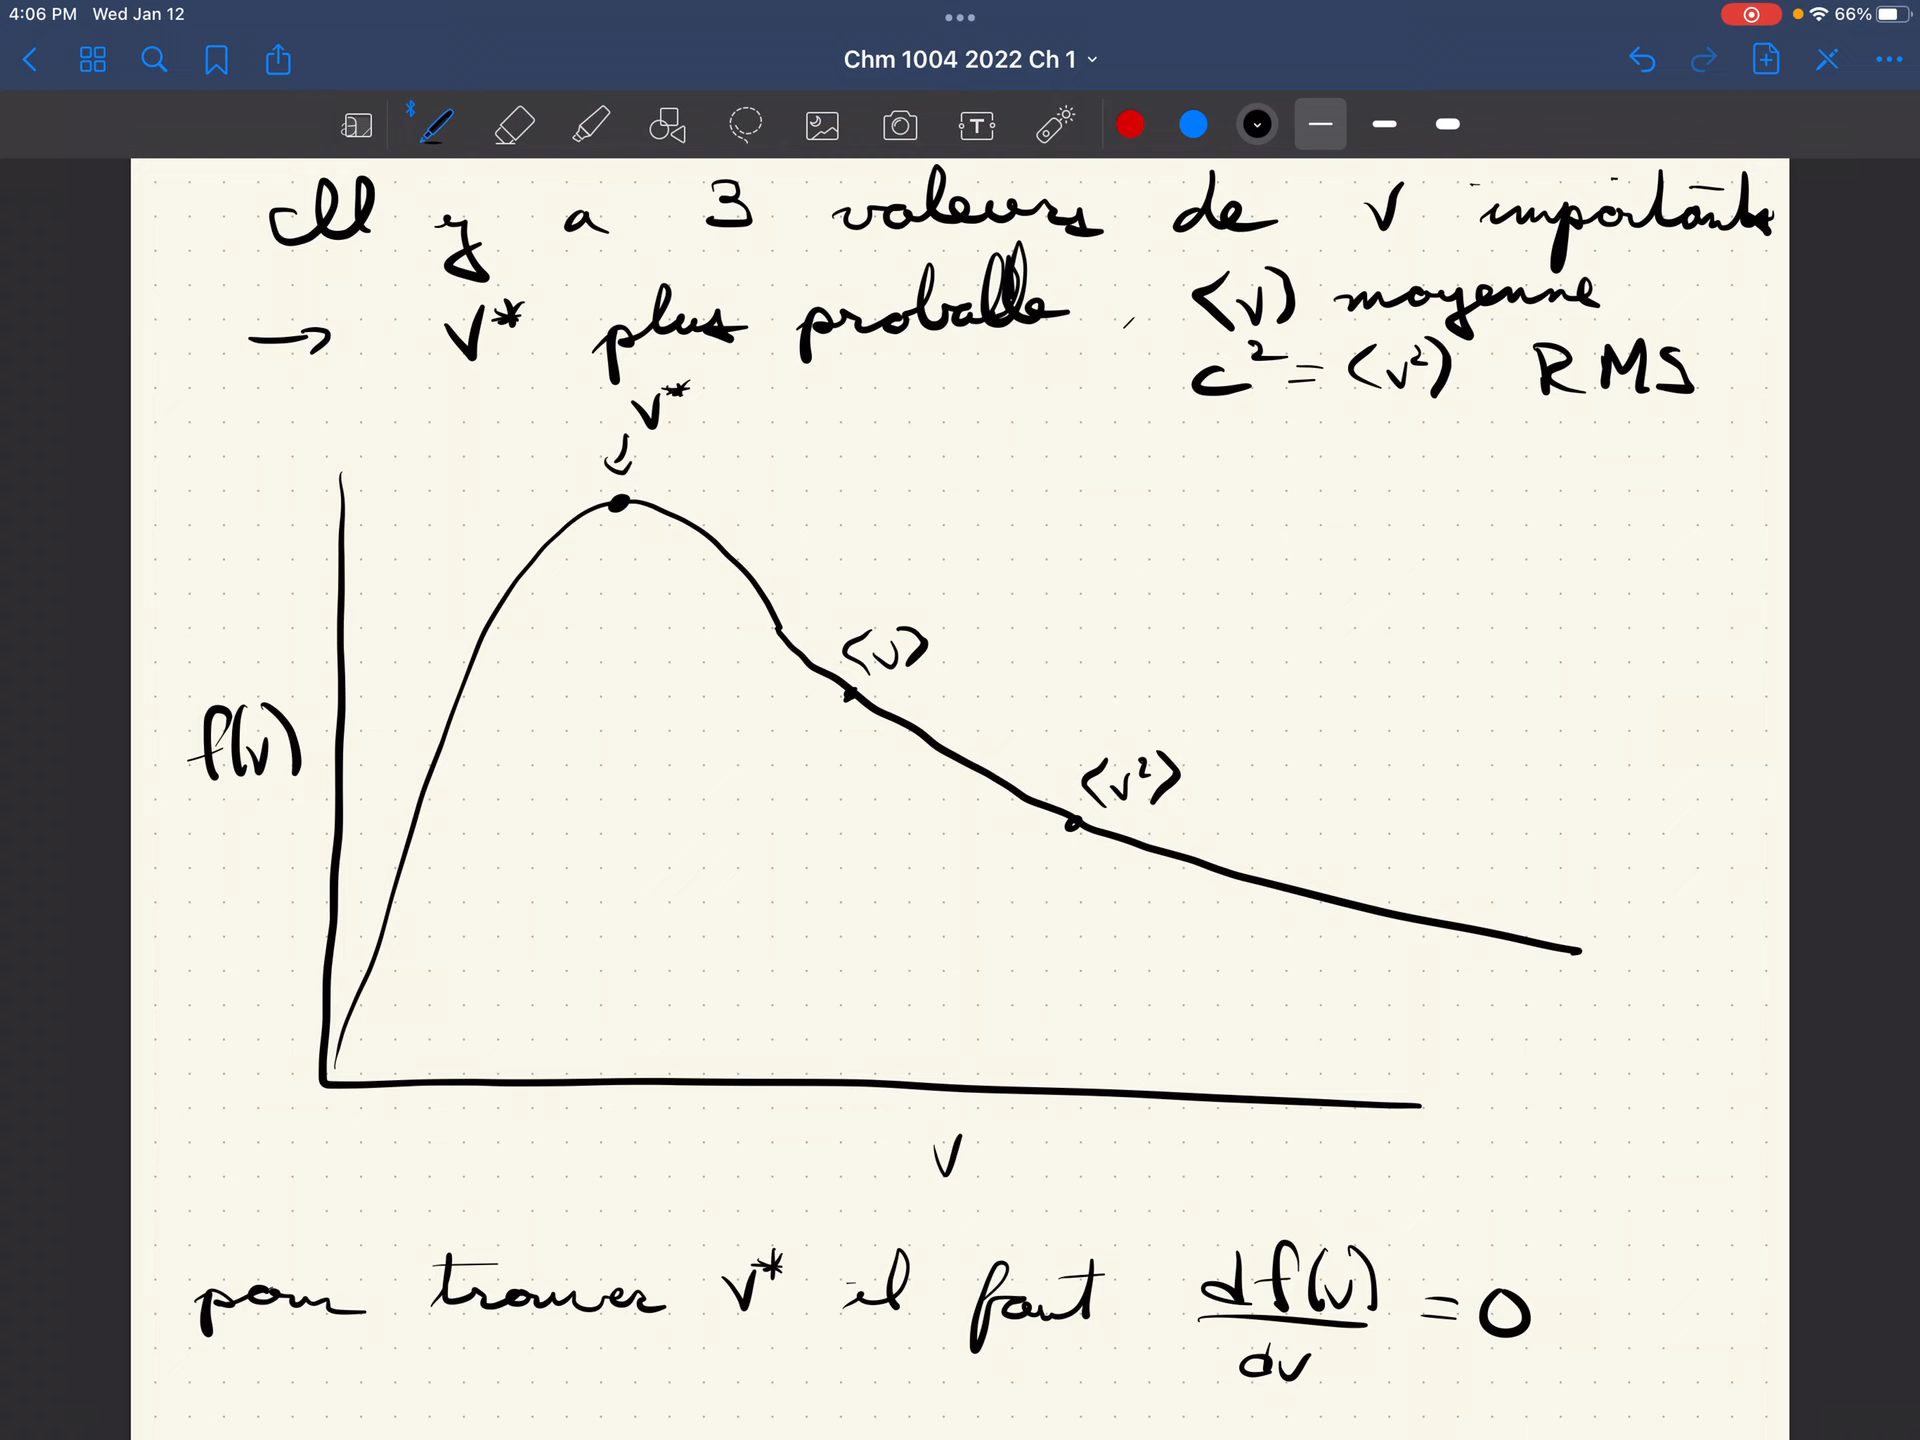 4:06 PM Wed Jan 12
66%
Chm 1004 2022 Ch 1
Il y a 3 valeurs de v importants
→ v* plus probable, <v> moyenne
c² = <v²> RMS
v*
<v>
f(v)
<v²>
v
pour trouver v* il faut df(v)/dv = 0